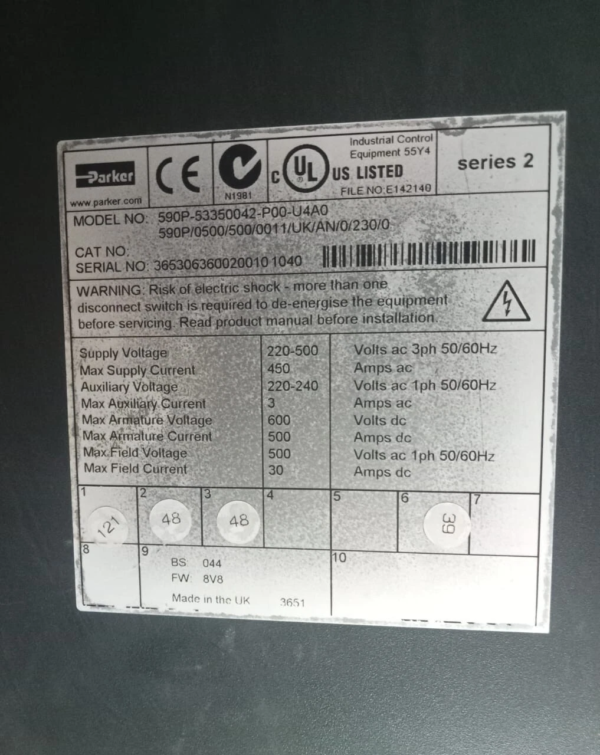 Parker
www.parker.com
CE
N1981
C UL US LISTED
Industrial Control
Equipment 55Y4
FILE NO:E142140
series 2
MODEL NO: 590P-53350042-P00-U4A0
590P/0500/500/0011/UK/AN/0/230/0
CAT NO:
SERIAL NO: 3653063600200101040
WARNING: Risk of electric shock - more than one
disconnect switch is required to de-energise the equipment
before servicing. Read product manual before installation.
Supply Voltage 220-500 Volts ac 3ph 50/60Hz
Max Supply Current 450 Amps ac
Auxiliary Voltage 220-240 Volts ac 1ph 50/60Hz
Max Auxiliary Current 3 Amps ac
Max Armature Voltage 600 Volts dc
Max Armature Current 500 Amps dc
Max Field Voltage 500 Volts ac 1ph 50/60Hz
Max Field Current 30 Amps dc
1 2 3 4 5 6 7
121 48 48 39
8 9 10
BS: 044
FW: 8V8
Made in the UK 3651